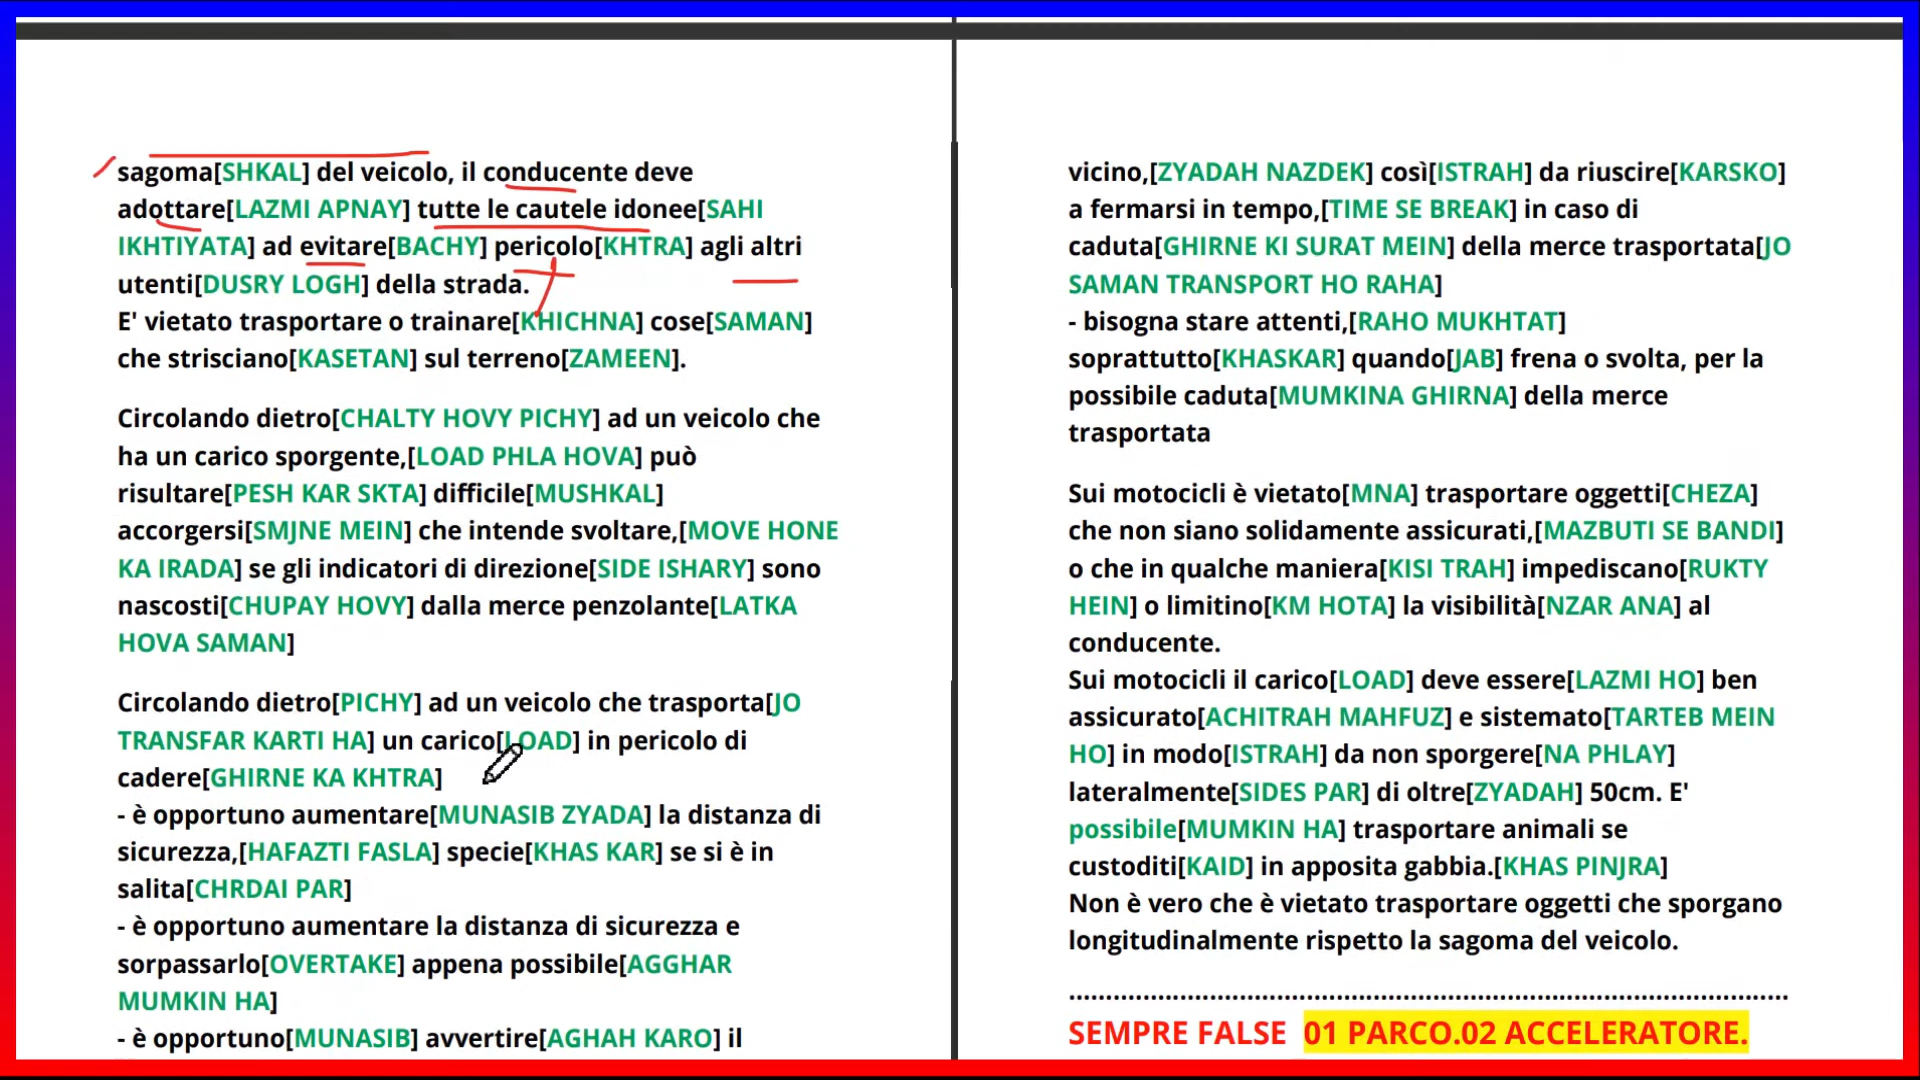 sagoma[SHKAL] del veicolo, il conducente deve
adottare[LAZMI APNAY] tutte le cautele idonee[SAHI
IKHTIYATA] ad evitare[BACHY] pericolo[KHTRA] agli altri
utenti[DUSRY LOGH] della strada.
E' vietato trasportare o trainare[KHICHNA] cose[SAMAN]
che strisciano[KASETAN] sul terreno[ZAMEEN].
Circolando dietro[CHALTY HOVY PICHY] ad un veicolo che
ha un carico sporgente,[LOAD PHLA HOVA] può
risultare[PESH KAR SKTA] difficile[MUSHKAL]
accorgersi[SMJNE MEIN] che intende svoltare,[MOVE HONE
KA IRADA] se gli indicatori di direzione[SIDE ISHARY] sono
nascosti[CHUPAY HOVY] dalla merce penzolante[LATKA
HOVA SAMAN]
Circolando dietro[PICHY] ad un veicolo che trasporta[JO
TRANSFAR KARTI HA] un carico[LOAD] in pericolo di
cadere[GHIRNE KA KHTRA]
- è opportuno aumentare[MUNASIB ZYADA] la distanza di
sicurezza,[HAFAZTI FASLA] specie[KHAS KAR] se si è in
salita[CHRDAI PAR]
- è opportuno aumentare la distanza di sicurezza e
sorpassarlo[OVERTAKE] appena possibile[AGGHAR
MUMKIN HA]
- è opportuno[MUNASIB] avvertire[AGHAH KARO] il
vicino,[ZYADAH NAZDEK] così[ISTRAH] da riuscire[KARSKO]
a fermarsi in tempo,[TIME SE BREAK] in caso di
caduta[GHIRNE KI SURAT MEIN] della merce trasportata[JO
SAMAN TRANSPORT HO RAHA]
- bisogna stare attenti,[RAHO MUKHTAT]
soprattutto[KHASKAR] quando[JAB] frena o svolta, per la
possibile caduta[MUMKINA GHIRNA] della merce
trasportata
Sui motocicli è vietato[MNA] trasportare oggetti[CHEZA]
che non siano solidamente assicurati,[MAZBUTI SE BANDI]
o che in qualche maniera[KISI TRAH] impediscano[RUKTY
HEIN] o limitino[KM HOTA] la visibilità[NZAR ANA] al
conducente.
Sui motocicli il carico[LOAD] deve essere[LAZMI HO] ben
assicurato[ACHITRAH MAHFUZ] e sistemato[TARTEB MEIN
HO] in modo[ISTRAH] da non sporgere[NA PHLAY]
lateralmente[SIDES PAR] di oltre[ZYADAH] 50cm. E'
possibile[MUMKIN HA] trasportare animali se
custoditi[KAID] in apposita gabbia.[KHAS PINJRA]
Non è vero che è vietato trasportare oggetti che sporgano
longitudinalmente rispetto la sagoma del veicolo.
................................................................................................
SEMPRE FALSE 01 PARCO.02 ACCELERATORE.